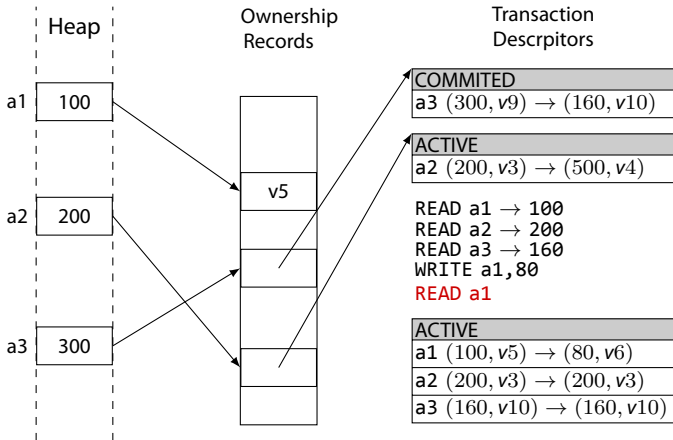 Heap
Ownership
Records
Transaction
Descrpitors
a1
100
a2
200
a3
300
v5
COMMITED
a3 (300, v9) → (160, v10)
ACTIVE
a2 (200, v3) → (500, v4)
READ a1 → 100
READ a2 → 200
READ a3 → 160
WRITE a1,80
READ a1
ACTIVE
a1 (100, v5) → (80, v6)
a2 (200, v3) → (200, v3)
a3 (160, v10) → (160, v10)